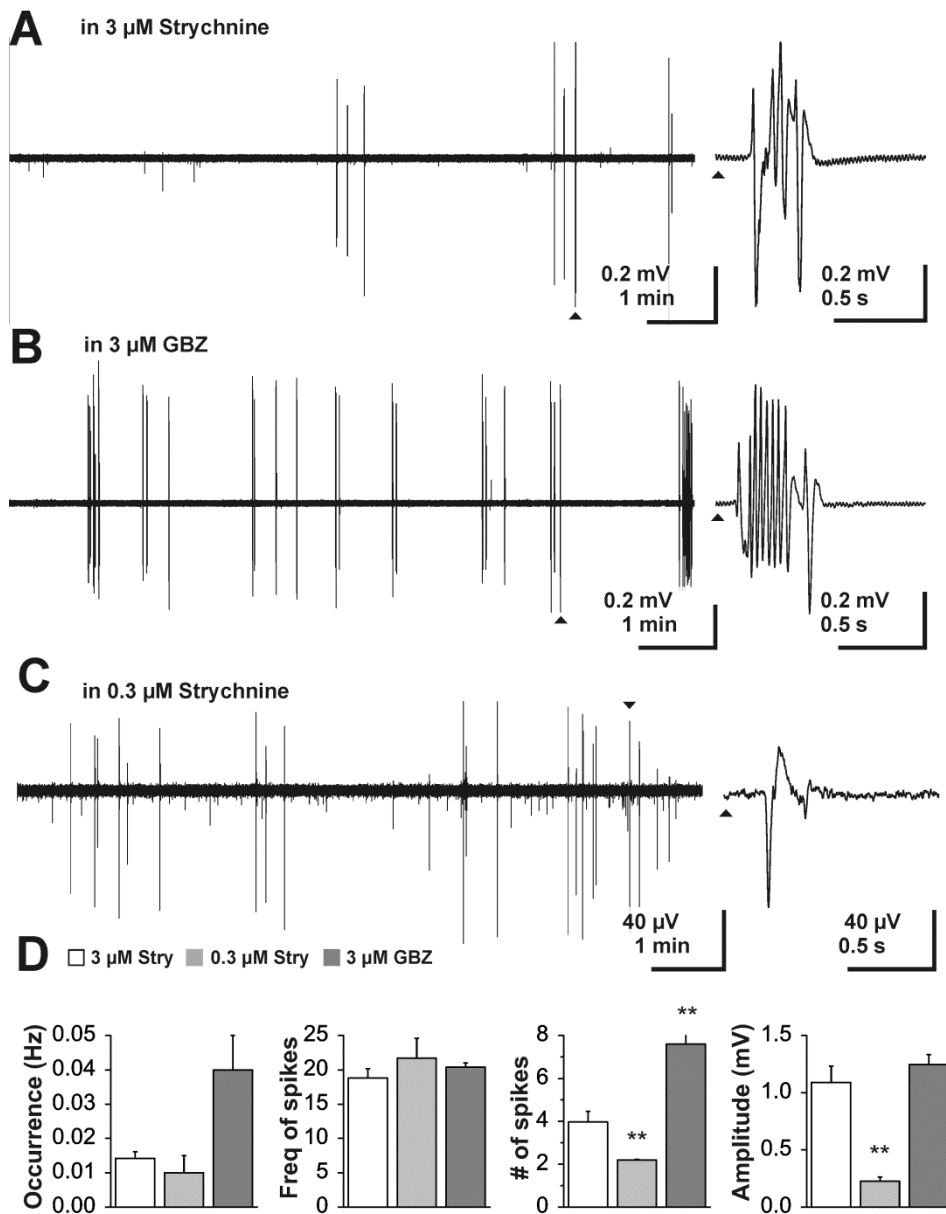 A
in 3 µM Strychnine
0.2 mV
1 min
0.2 mV
0.5 s
B
in 3 µM GBZ
0.2 mV
1 min
0.2 mV
0.5 s
C
in 0.3 µM Strychnine
40 µV
1 min
40 µV
0.5 s
D
3 µM Stry
0.3 µM Stry
3 µM GBZ
Occurrence (Hz)
0.05
0.04
0.03
0.02
0.01
0.00
Freq of spikes
25
20
15
10
5
0
# of spikes
8
6
4
2
0
**
**
Amplitude (mV)
1.5
1.0
0.5
0.0
**